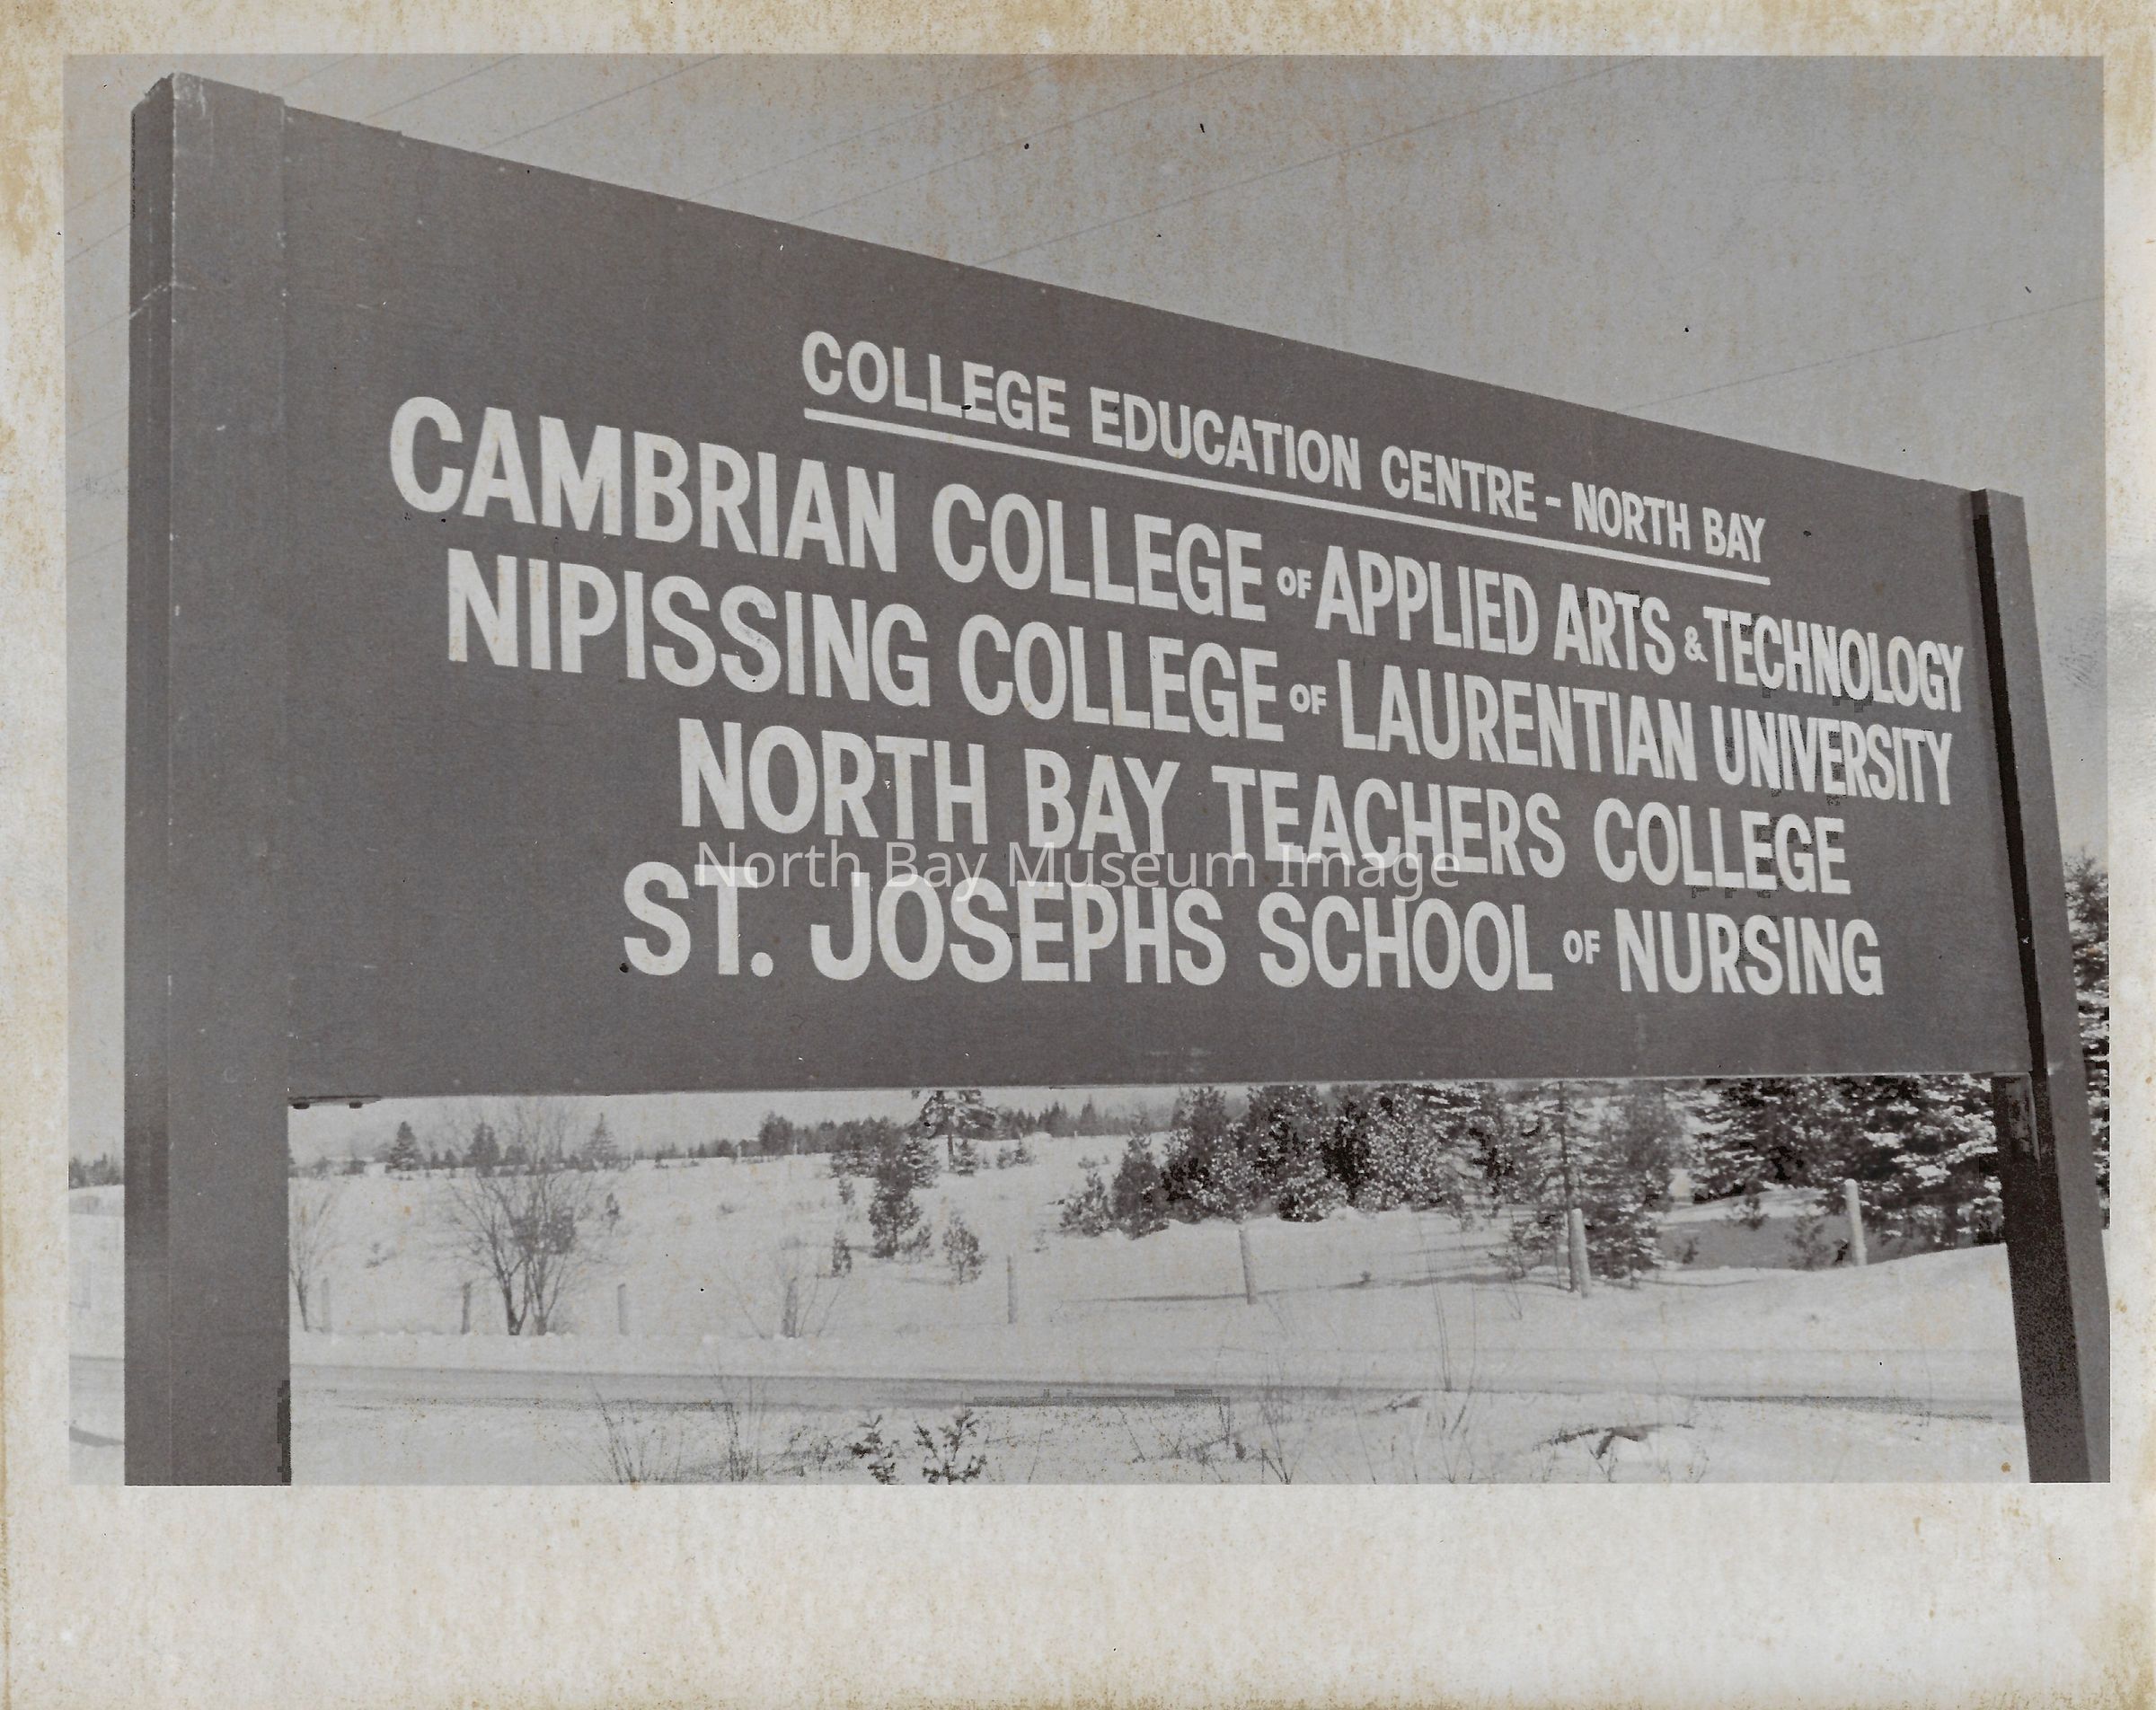 COLLEGE EDUCATION CENTRE - NORTH BAY
CAMBRIAN COLLEGE OF APPLIED ARTS & TECHNOLOGY
NIPISSING COLLEGE OF LAURENTIAN UNIVERSITY
NORTH BAY TEACHERS COLLEGE
North Bay Museum Image
ST. JOSEPHS SCHOOL OF NURSING